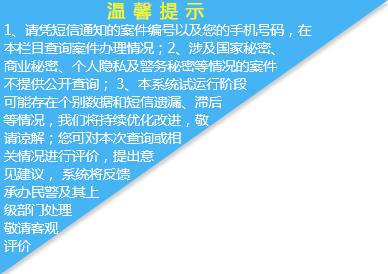 温馨提示
1、请凭短信通知的案件编号以及您的手机号码，在
本栏目查询案件办理情况；2、涉及国家秘密、
商业秘密、个人隐私及警务秘密等情况的案件
不提供公开查询； 3、本系统试运行阶段
可能存在个别数据和短信遗漏、滞后
等情况，我们将持续优化改进，敬
请谅解；您可对本次查询或相
关情况进行评价，提出意
见建议， 系统将反馈
承办民警及其上
级部门处理
敬请客观
评价